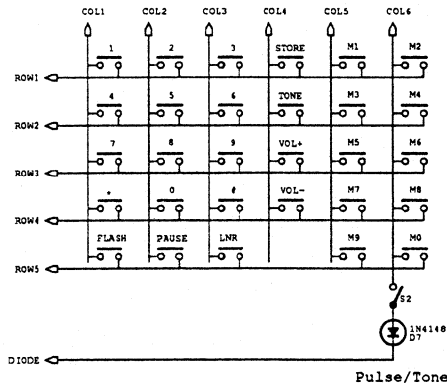 COL1 COL2 COL3 COL4 COL5 COL6
1 2 3 STORE M1 M2
ROW1
4 5 6 TONE M3 M4
ROW2
7 8 9 VOL+ M5 M6
ROW3
* 0 # VOL- M7 M8
ROW4
FLASH PAUSE LNR M9 M0
ROW5
S2
1N4148
D7
DIODE
Pulse/Tone